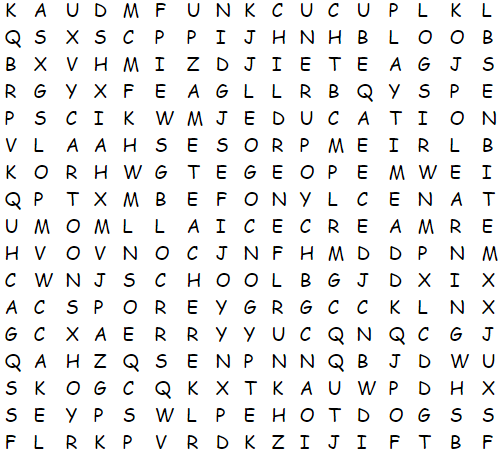 K A U D M F U N K C U C U P L K L
Q S X S C P P I J H N H B L O O B
B X V H M I Z D J I E T E A G J S
R G Y X F E A G L L R B Q Y S P E
P S C I K W M J E D U C A T I O N
V L A A H S E S O R P M E I R L B
K O R H W G T E G E O P E M W E I
Q P T X M B E F O N Y L C E N A T
U M O M L L A I C E C R E A M R E
H V O V N O C J N F H M D D P N M
C W N J S C H O O L B G J D X I X
A C S P O R E Y G R G C C K L N X
G C X A E R R Y Y U C Q N Q C G J
Q A H Z Q S E N P N N Q B J D W U
S K O G C Q K X T K A U W P D H X
S E Y P S W L P E H O T D O G S S
F L R K P V R D K Z I J I F T B F